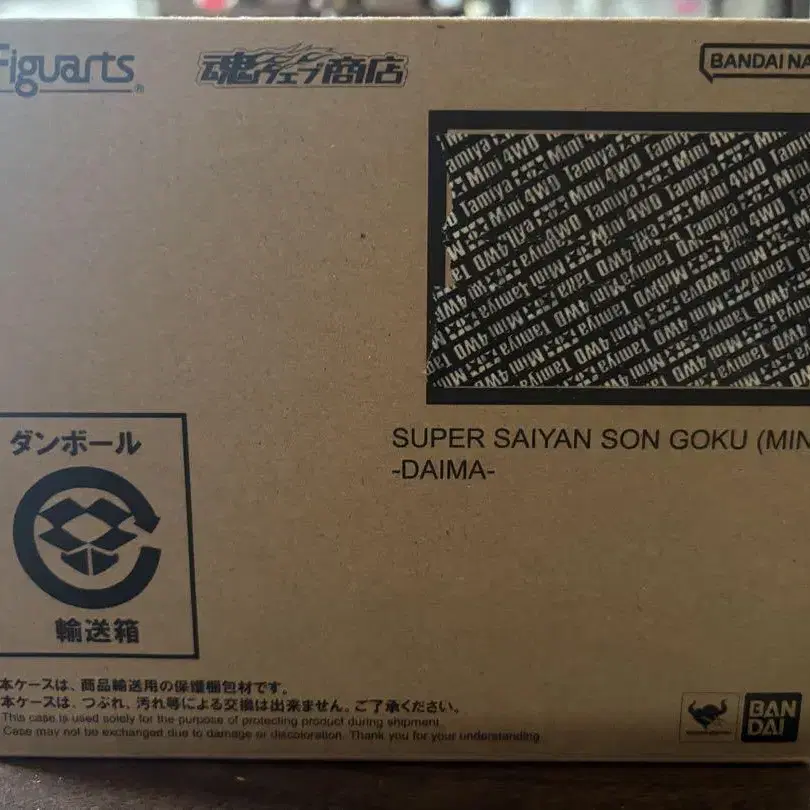 Figuarts®
魂ウェブ商店
BANDAI NA
Tamiya Mini 4WD
SUPER SAIYAN SON GOKU (MIN
-DAIMA-
ダンボール
輸送箱
本ケースは、商品輸送用の保護梱包材です。
本ケースは、つぶれ、汚れ等による交換は出来ません。ご了承ください。
This case is used solely for the purpose of protecting product during shipment.
Case may not be exchanged due to damage or discoloration. Thank you for your understanding.
BAN
DAI